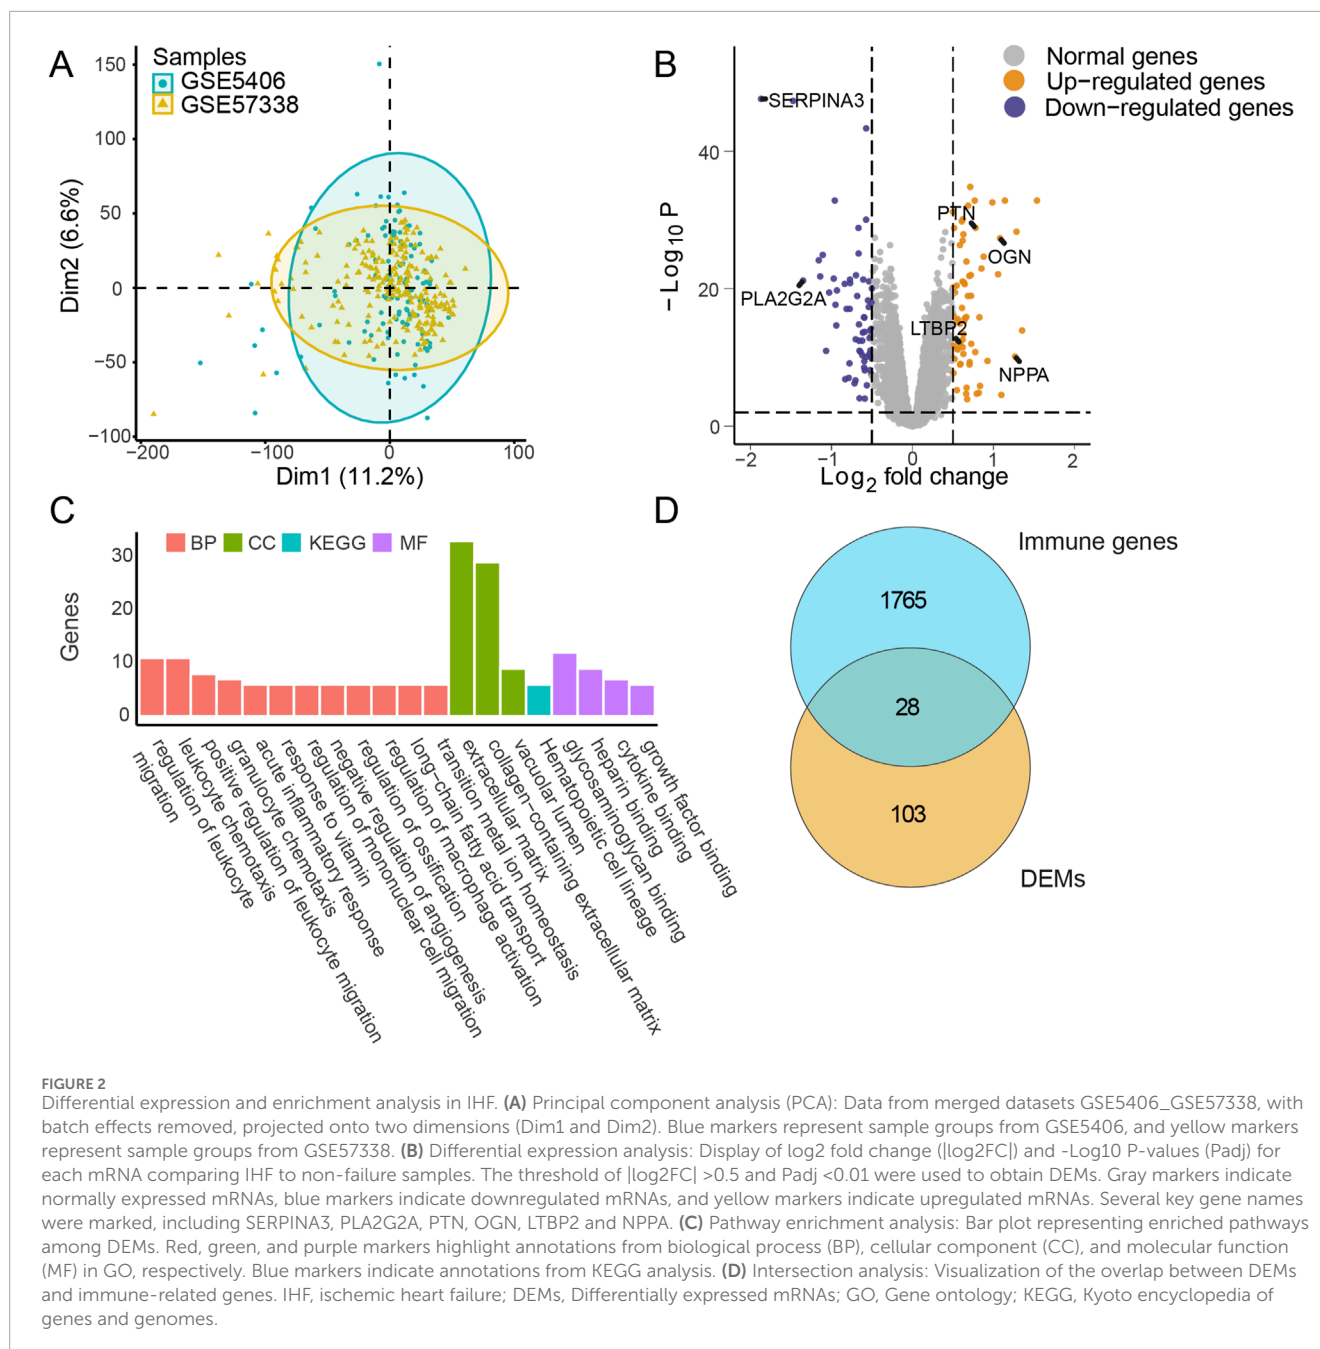 A
Samples
GSE5406
GSE57338
150
100
50
0
−50
−100
−200
−100
0
100
Dim2 (6.6%)
Dim1 (11.2%)
B
Normal genes
Up−regulated genes
Down−regulated genes
SERPINA3
PTN
OGN
PLA2G2A
LTBP2
NPPA
40
20
0
−2
−1
0
1
2
−Log10 P
Log2 fold change
C
BP
CC
KEGG
MF
30
20
10
0
Genes
regulation of leukocyte
migration
leukocyte chemotaxis
positive regulation of leukocyte migration
granulocyte chemotaxis
acute inflammatory response
response to vitamin
regulation of mononuclear cell migration
negative regulation of angiogenesis
regulation of ossification
regulation of macrophage activation
long−chain fatty acid transport
transition metal ion homeostasis
extracellular matrix
collagen−containing extracellular matrix
vacuolar lumen
Hematopoietic cell lineage
glycosaminoglycan binding
heparin binding
cytokine binding
growth factor binding
D
Immune genes
1765
28
103
DEMs
FIGURE 2
Differential expression and enrichment analysis in IHF. (A) Principal component analysis (PCA): Data from merged datasets GSE5406_GSE57338, with
batch effects removed, projected onto two dimensions (Dim1 and Dim2). Blue markers represent sample groups from GSE5406, and yellow markers
represent sample groups from GSE57338. (B) Differential expression analysis: Display of log2 fold change (|log2FC|) and -Log10 P-values (Padj) for
each mRNA comparing IHF to non-failure samples. The threshold of |log2FC| >0.5 and Padj <0.01 were used to obtain DEMs. Gray markers indicate
normally expressed mRNAs, blue markers indicate downregulated mRNAs, and yellow markers indicate upregulated mRNAs. Several key gene names
were marked, including SERPINA3, PLA2G2A, PTN, OGN, LTBP2 and NPPA. (C) Pathway enrichment analysis: Bar plot representing enriched pathways
among DEMs. Red, green, and purple markers highlight annotations from biological process (BP), cellular component (CC), and molecular function
(MF) in GO, respectively. Blue markers indicate annotations from KEGG analysis. (D) Intersection analysis: Visualization of the overlap between DEMs
and immune-related genes. IHF, ischemic heart failure; DEMs, Differentially expressed mRNAs; GO, Gene ontology; KEGG, Kyoto encyclopedia of
genes and genomes.